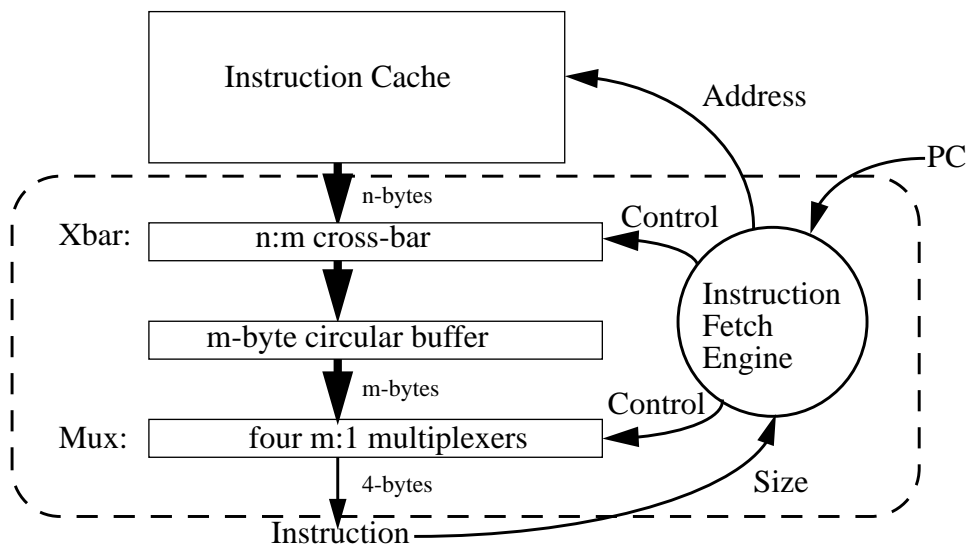 Instruction Cache
Address
PC
n-bytes
Xbar:
n:m cross-bar
Control
Instruction
Fetch
Engine
m-byte circular buffer
m-bytes
Control
Mux:
four m:1 multiplexers
4-bytes
Size
Instruction